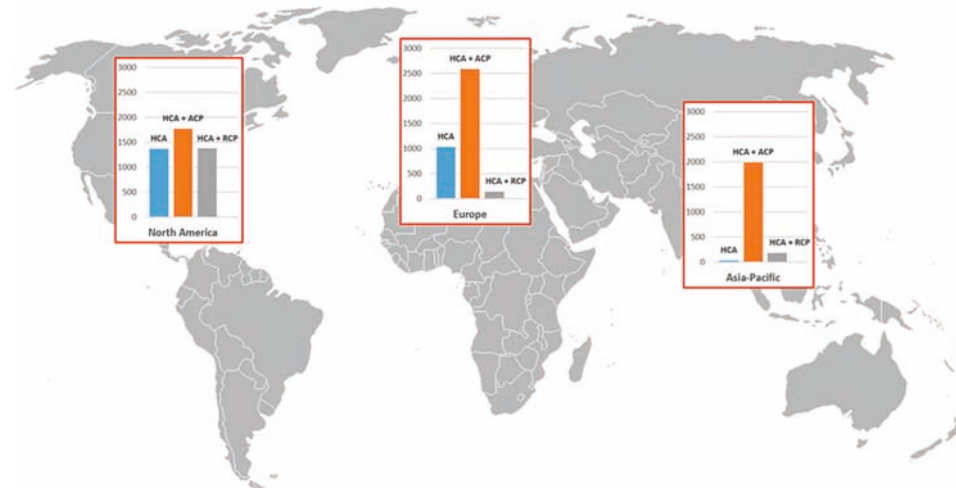 3000
2500
2000
1500
1000
500
0
HCA
HCA + ACP
HCA + RCP
North America
3000
2500
2000
1500
1000
500
0
HCA
HCA + ACP
HCA + RCP
Europe
3000
2500
2000
1500
1000
500
0
HCA
HCA + ACP
HCA + RCP
Asia-Pacific